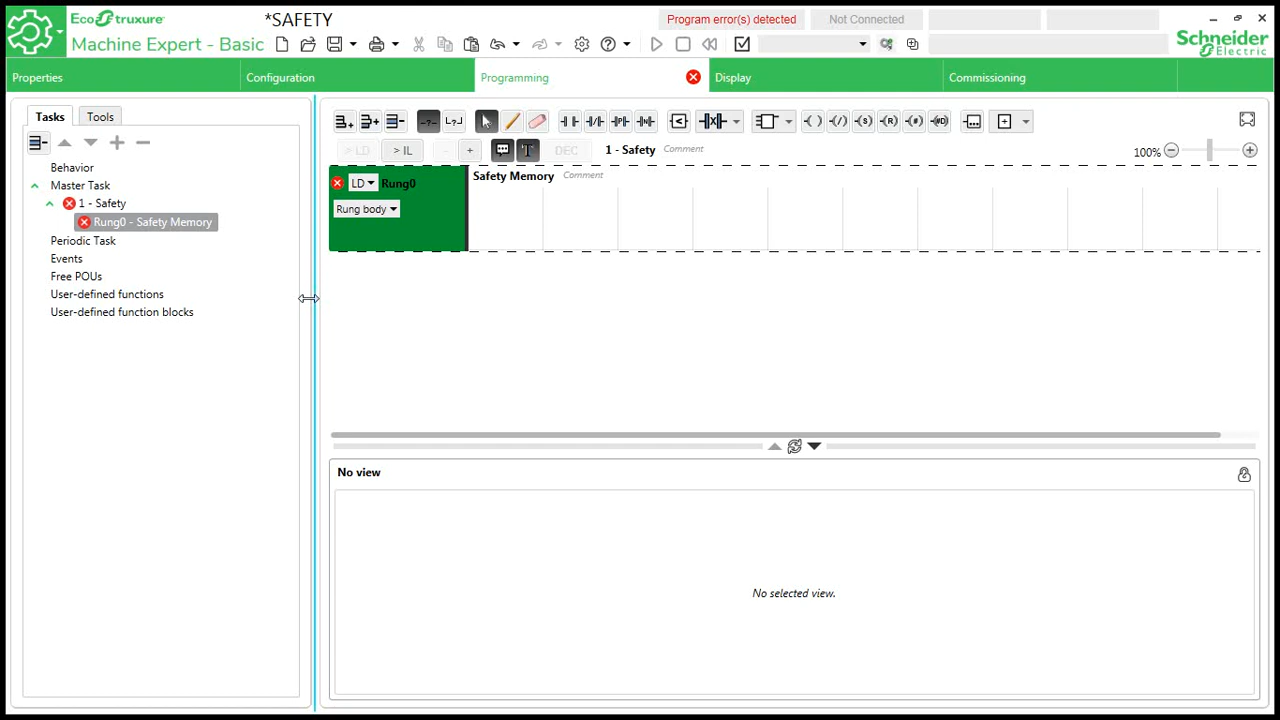 EcoStruxure
Machine Expert - Basic
*SAFETY
Program error(s) detected
Not Connected
Schneider
Electric
Properties
Configuration
Programming
Display
Commissioning
Tasks
Tools
Behavior
Master Task
1 - Safety
Rung0 - Safety Memory
Periodic Task
Events
Free POUs
User-defined functions
User-defined function blocks
> LD
> IL
DEC
1 - Safety
Comment
100%
LD
Rung0
Rung body
Safety Memory
Comment
No view
No selected view.